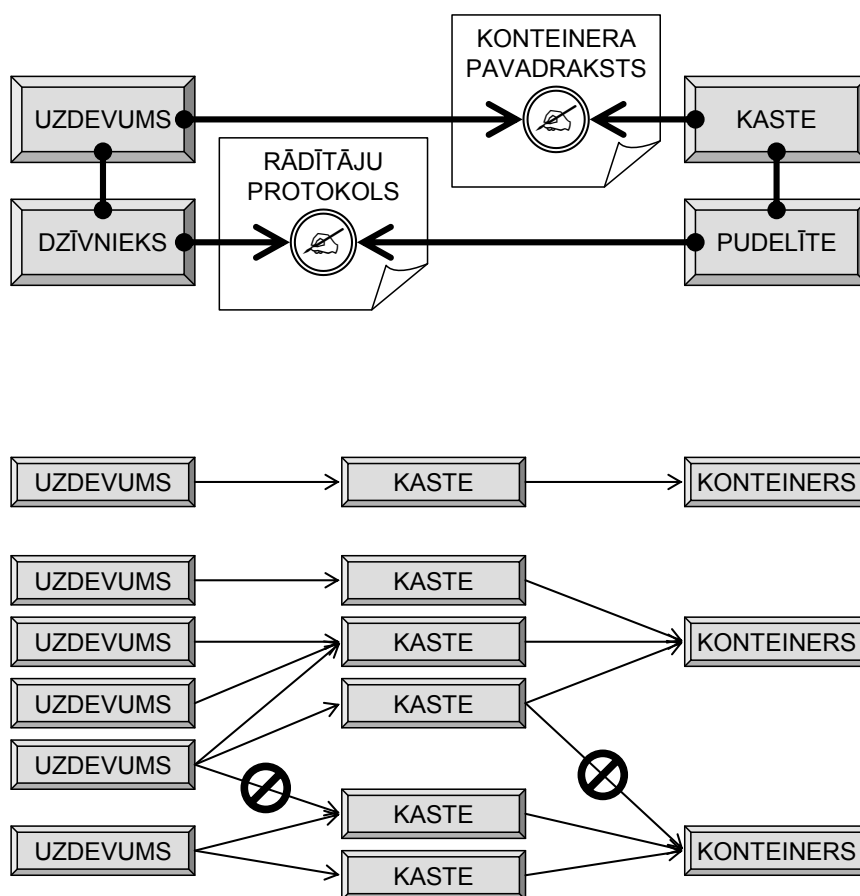 KONTEINERA
PAVADRAKSTS
UZDEVUMS
KASTE
RĀDĪTĀJU
PROTOKOLS
DZĪVNIEKS
PUDELĪTE
UZDEVUMS
KASTE
KONTEINERS
UZDEVUMS
KASTE
UZDEVUMS
KASTE
KONTEINERS
UZDEVUMS
KASTE
UZDEVUMS
KASTE
UZDEVUMS
KONTEINERS
KASTE